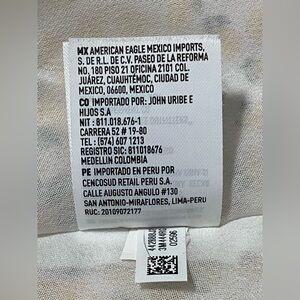 MX AMERICAN EAGLE MEXICO IMPORTS,
S. DE R.L. DE C.V. PASEO DE LA REFORMA
NO. 180 PISO 21 OFICINA 2101 COL.
JUÁREZ, CUAUHTÉMOC, CIUDAD DE
MEXICO, 06600, MEXICO
CO IMPORTADO POR: JOHN URIBE E
HIJOS S.A
NIT : 811.018.676-1
CARRERA 52 # 19-80
TEL : (574) 607 1213
REGISTRO SIC: 811018676
MEDELLIN COLOMBIA
PE IMPORTADO EN PERU POR
CENCOSUD RETAIL PERU S.A.
CALLE AUGUSTO ANGULO #130
SAN ANTONIO-MIRAFLORES, LIMA-PERU
RUC: 20109072177
02596